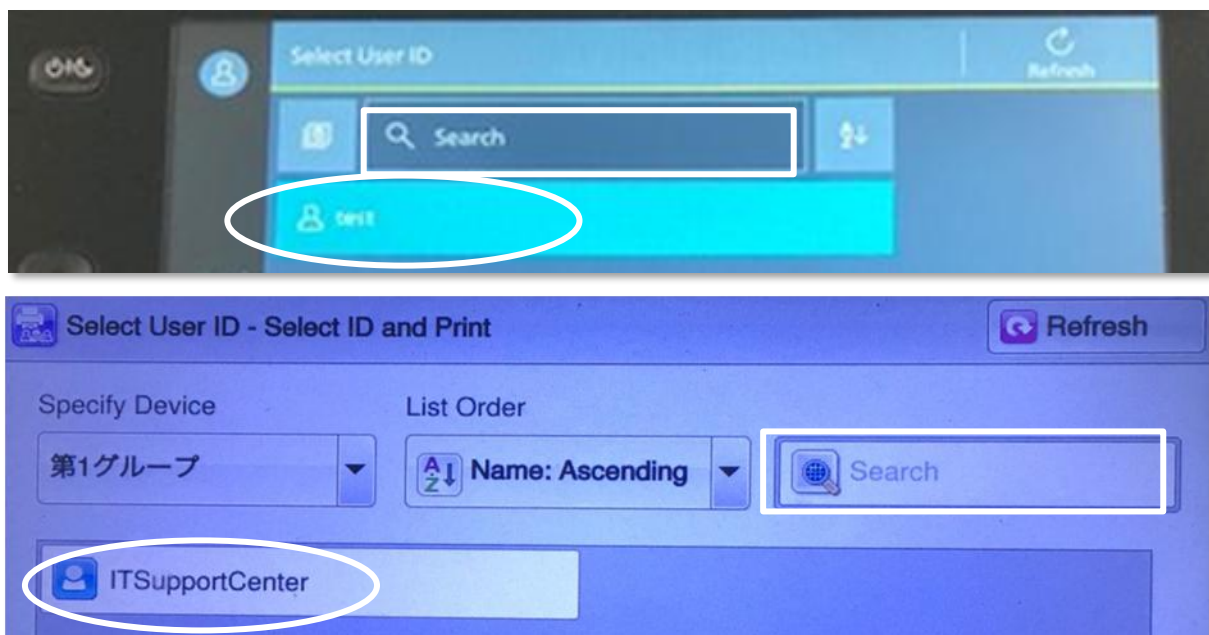 Select User ID
Refresh
Search
test
Select User ID - Select ID and Print
Refresh
Specify Device
List Order
第1グループ
Name: Ascending
Search
ITSupportCenter